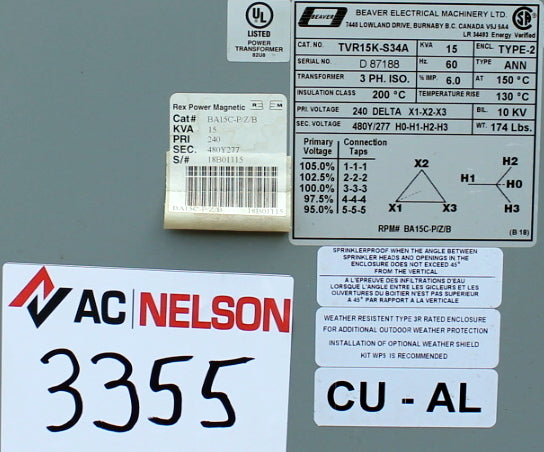 UL
LISTED
POWER
TRANSFORMER
82U8
BEAVER
BEAVER ELECTRICAL MACHINERY LTD.
7440 LOWLAND DRIVE, BURNABY B.C. CANADA V5J 5A4
LR 34493 Energy Verified
CAT. NO. TVR15K-S34A KVA 15 ENCL. TYPE-2
SERIAL NO. D 87188 Hz. 60 TYPE ANN
TRANSFORMER 3 PH. ISO. % IMP. 6.0 AT 150 °C
INSULATION CLASS 200 °C TEMPERATURE RISE 130 °C
PRI. VOLTAGE 240 DELTA X1-X2-X3 BIL. 10 KV
SEC. VOLTAGE 480Y/277 H0-H1-H2-H3 WT. 174 Lbs.
Primary Connection
Voltage Taps
105.0% 1-1-1
102.5% 2-2-2
100.0% 3-3-3
97.5% 4-4-4
95.0% 5-5-5
X2
X1 X3
H2
H1 H0
H3
RPM# BA15C-P/Z/B
(B 18)
Rex Power Magnetic
Cat# BA15C-P/Z/B
KVA 15
PRI 240
SEC. 480Y277
S/# 18B01115
BA15C-P/Z/B 18B01115
SPRINKLERPROOF WHEN THE ANGLE BETWEEN
SPRINKLER HEADS AND OPENINGS IN THE
ENCLOSURE DOES NOT EXCEED 45°
FROM THE VERTICAL
A L'EPREUVE DES INFILTRATIONS D'EAU
LORSQUE L'ANGLE ENTRE LES GICLEURS ET LES
OUVERTURES DU BOITIER N'EST PAS SUPERIEUR
A 45° PAR RAPPORT A LA VERTICALE
WEATHER RESISTENT TYPE 3R RATED ENCLOSURE
FOR ADDITIONAL OUTDOOR WEATHER PROTECTION
INSTALLATION OF OPTIONAL WEATHER SHIELD
KIT WP5 IS RECOMMENDED
CU - AL
AC NELSON
3355